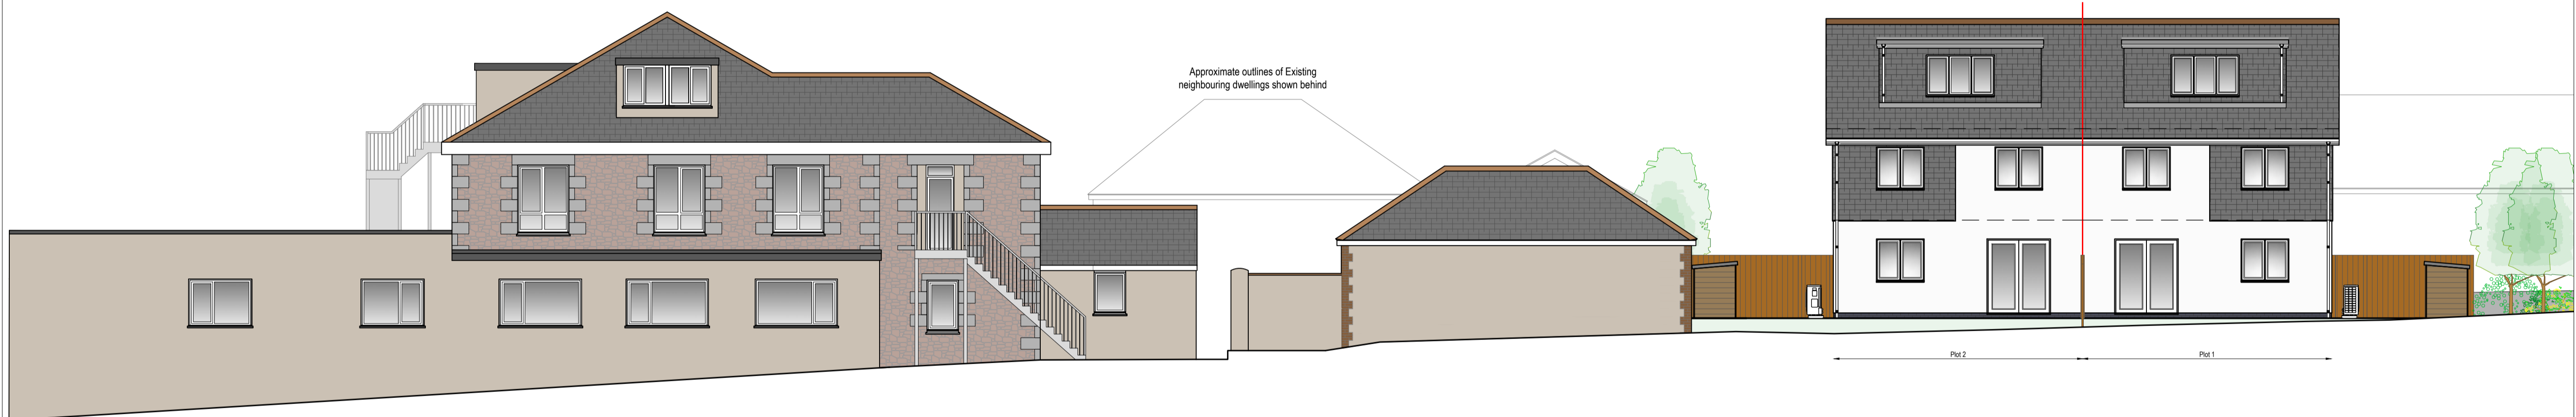 Approximate outlines of Existing
neighbouring dwellings shown behind
Plot 2
Plot 1